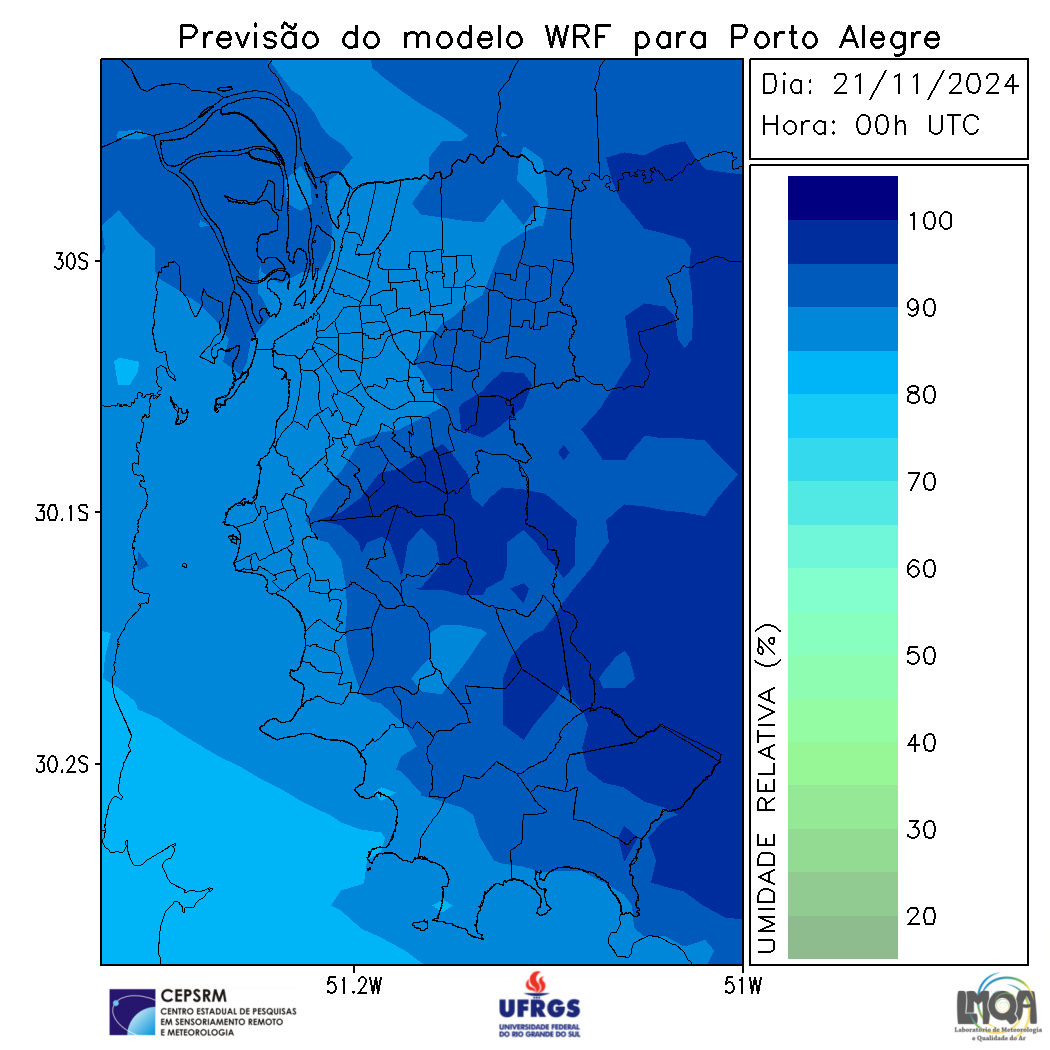 Previsão do modelo WRF para Porto Alegre
Dia: 21/11/2024
Hora: 00h UTC
100
90
80
70
60
50
40
30
20
UMIDADE RELATIVA (%)
30S
30.1S
30.2S
51.2W
51W
CEPSRM
CENTRO ESTADUAL DE PESQUISAS
EM SENSORIAMENTO REMOTO
E METEOROLOGIA
UFRGS
UNIVERSIDADE FEDERAL
DO RIO GRANDE DO SUL
LMQA
Laboratório de Meteorologia
e Qualidade do Ar